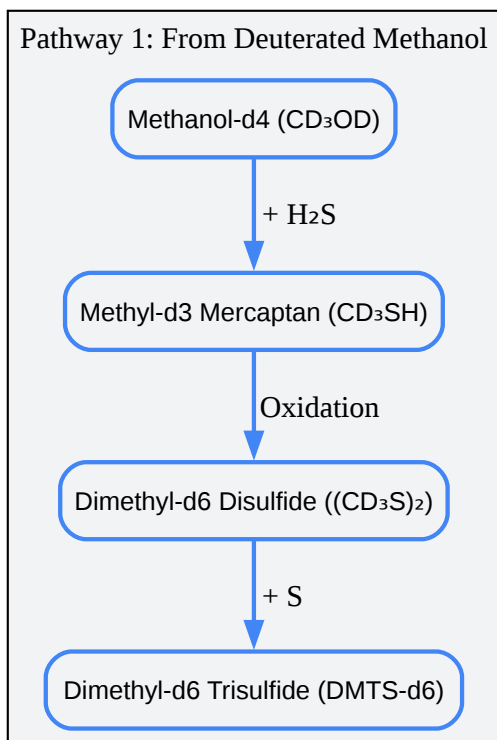 Pathway 1: From Deuterated Methanol
Methanol-d4 (CD₃OD)
+ H₂S
Methyl-d3 Mercaptan (CD₃SH)
Oxidation
Dimethyl-d6 Disulfide ((CD₃S)₂)
+ S
Dimethyl-d6 Trisulfide (DMTS-d6)